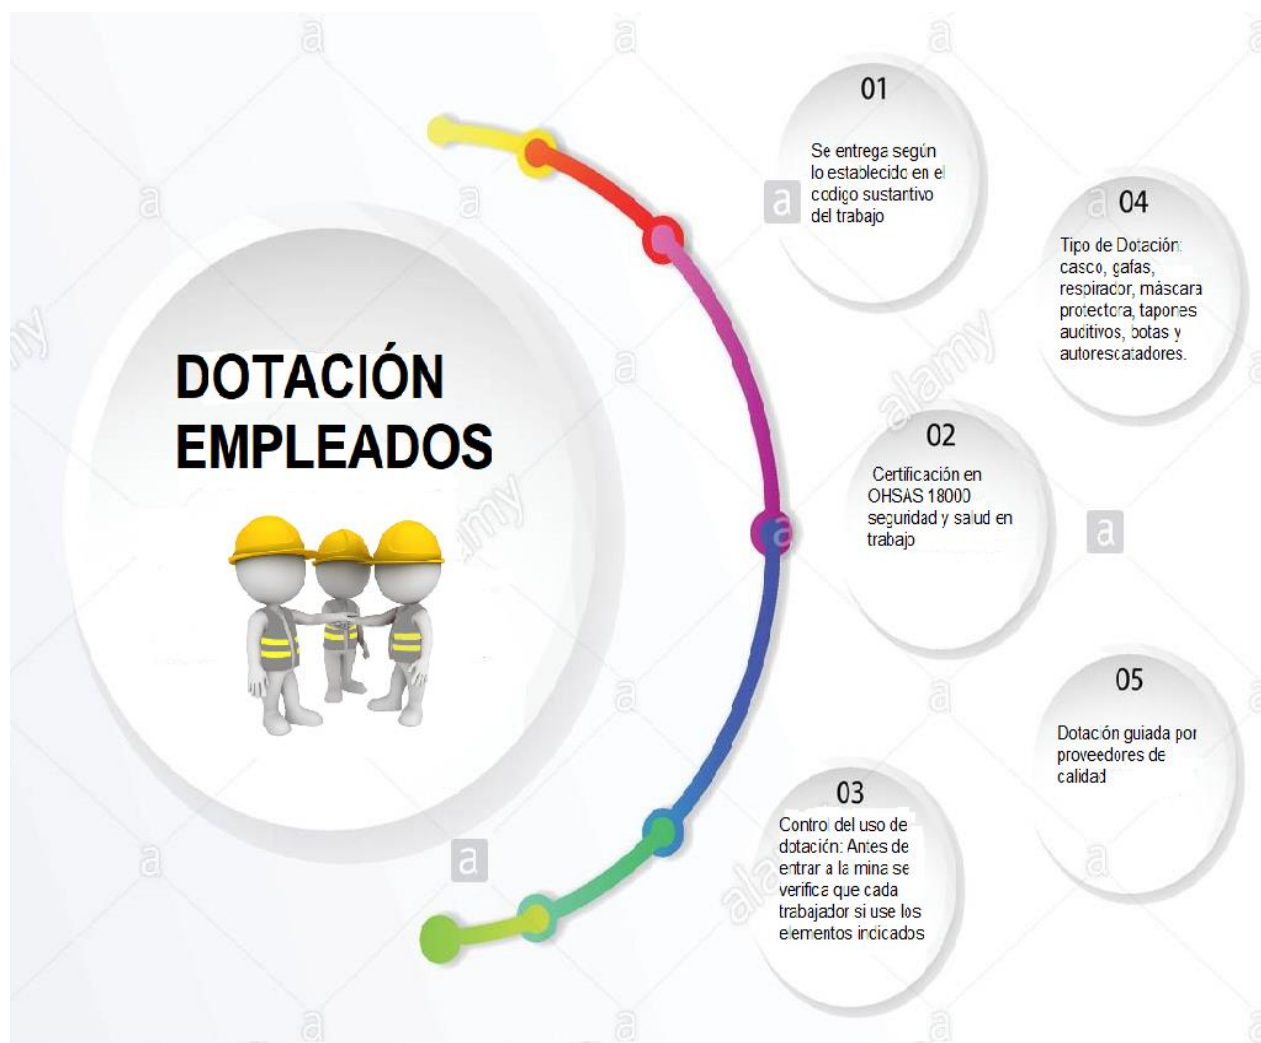 DOTACIÓN
EMPLEADOS
01
Se entrega según
lo establecido en el
codigo sustantivo
del trabajo
02
Certificación en
OHSAS 18000
seguridad y salud en
trabajo
03
Control del uso de
dotación: Antes de
entrar a la mina se
verifica que cada
trabajador si use los
elementos indicados
04
Tipo de Dotación:
casco, gafas,
respirador, máscara
protectora, tapones
auditivos, botas y
autorescatadores.
05
Dotación guiada por
proveedores de
calidad
alamy
alamy
a
a
a